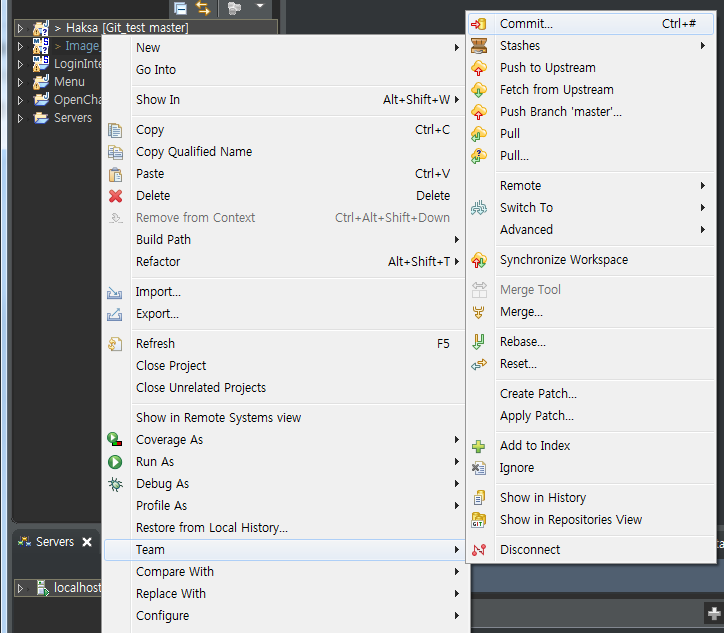 > Haksa [Git_test master]
> Image_
LoginInte
Menu
OpenCha
Servers
New
Go Into
Show In Alt+Shift+W
Copy Ctrl+C
Copy Qualified Name
Paste Ctrl+V
Delete Delete
Remove from Context Ctrl+Alt+Shift+Down
Build Path
Refactor Alt+Shift+T
Import...
Export...
Refresh F5
Close Project
Close Unrelated Projects
Show in Remote Systems view
Coverage As
Run As
Debug As
Profile As
Restore from Local History...
Team
Compare With
Replace With
Configure
Commit... Ctrl+#
Stashes
Push to Upstream
Fetch from Upstream
Push Branch 'master'...
Pull
Pull...
Remote
Switch To
Advanced
Synchronize Workspace
Merge Tool
Merge...
Rebase...
Reset...
Create Patch...
Apply Patch...
Add to Index
Ignore
Show in History
GIT Show in Repositories View
Disconnect
Servers
localhost